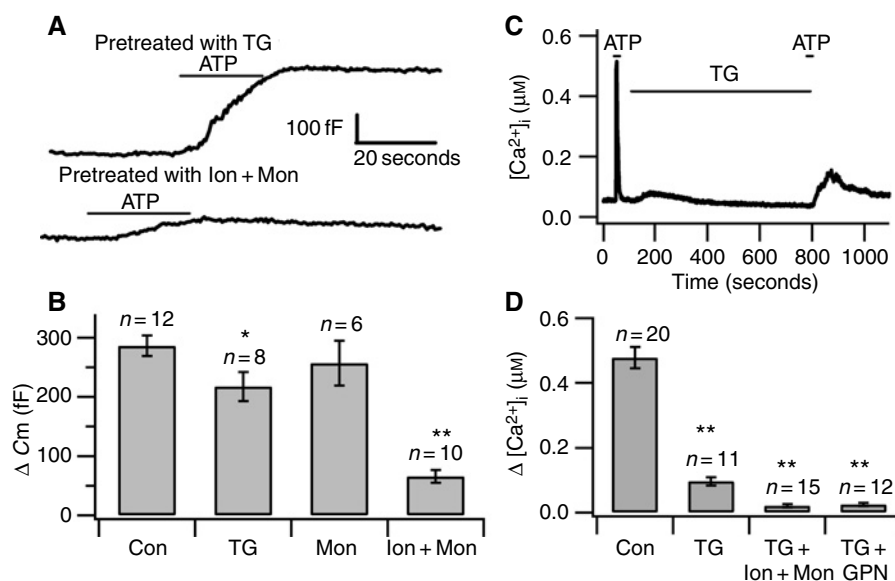 A
Pretreated with TG
ATP
100 fF
20 seconds
Pretreated with Ion + Mon
ATP
B
Δ Cm (fF)
300
200
100
0
n = 12
*
n = 8
n = 6
**
n = 10
Con TG Mon Ion + Mon
C
[Ca²⁺]ᵢ (μM)
0.6
0.4
0.2
0.0
ATP ATP
TG
0 200 400 600 800 1000
Time (seconds)
D
Δ [Ca²⁺]ᵢ (μM)
0.6
0.4
0.2
0.0
n = 20
**
n = 11
**
n = 15
**
n = 12
Con TG TG + TG +
Ion + Mon GPN